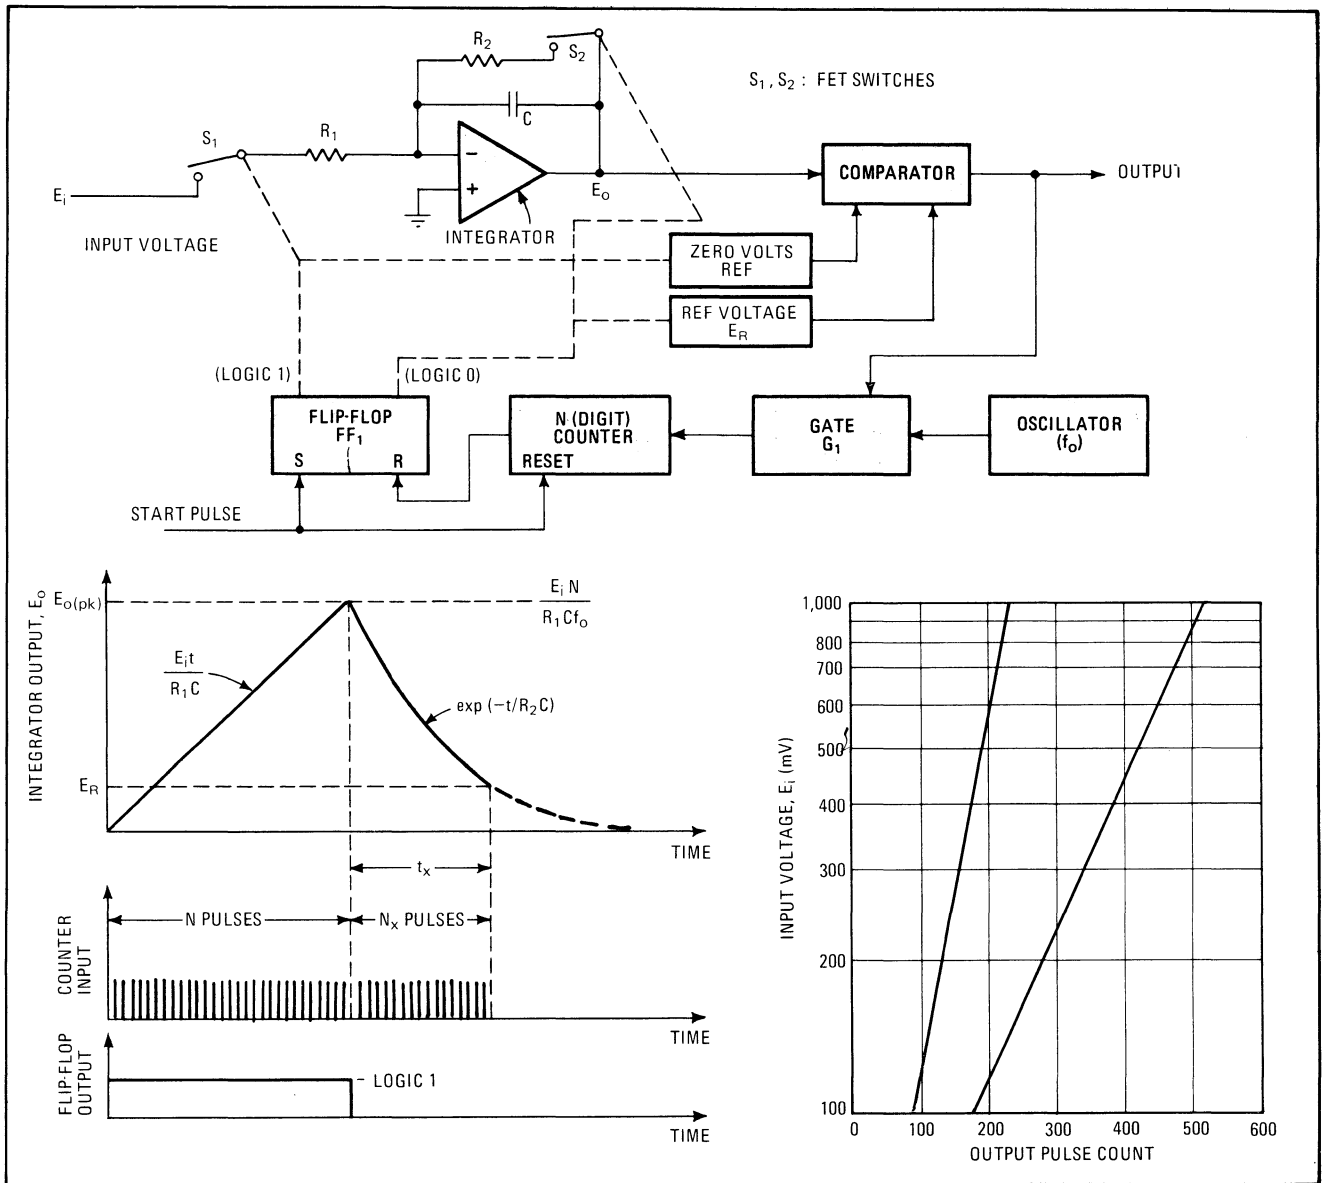 R2
S2
S1, S2 : FET SWITCHES
C
S1
R1
−
+
COMPARATOR
OUTPUT
Ei
Eo
INPUT VOLTAGE
INTEGRATOR
ZERO VOLTS
REF
REF VOLTAGE
ER
(LOGIC 1)
(LOGIC 0)
FLIP-FLOP
FF1
S R
N (DIGIT)
COUNTER
RESET
GATE
G1
OSCILLATOR
(fo)
START PULSE
INTEGRATOR OUTPUT, Eo
Eo(pk)
Ei N
R1Cfo
Eit
R1C
exp (−t/R2C)
ER
TIME
tx
COUNTER
INPUT
N PULSES
Nx PULSES
TIME
FLIP-FLOP
OUTPUT
LOGIC 1
TIME
INPUT VOLTAGE, Ei (mV)
1,000
800
700
600
500
400
300
200
100
0 100 200 300 400 500 600
OUTPUT PULSE COUNT